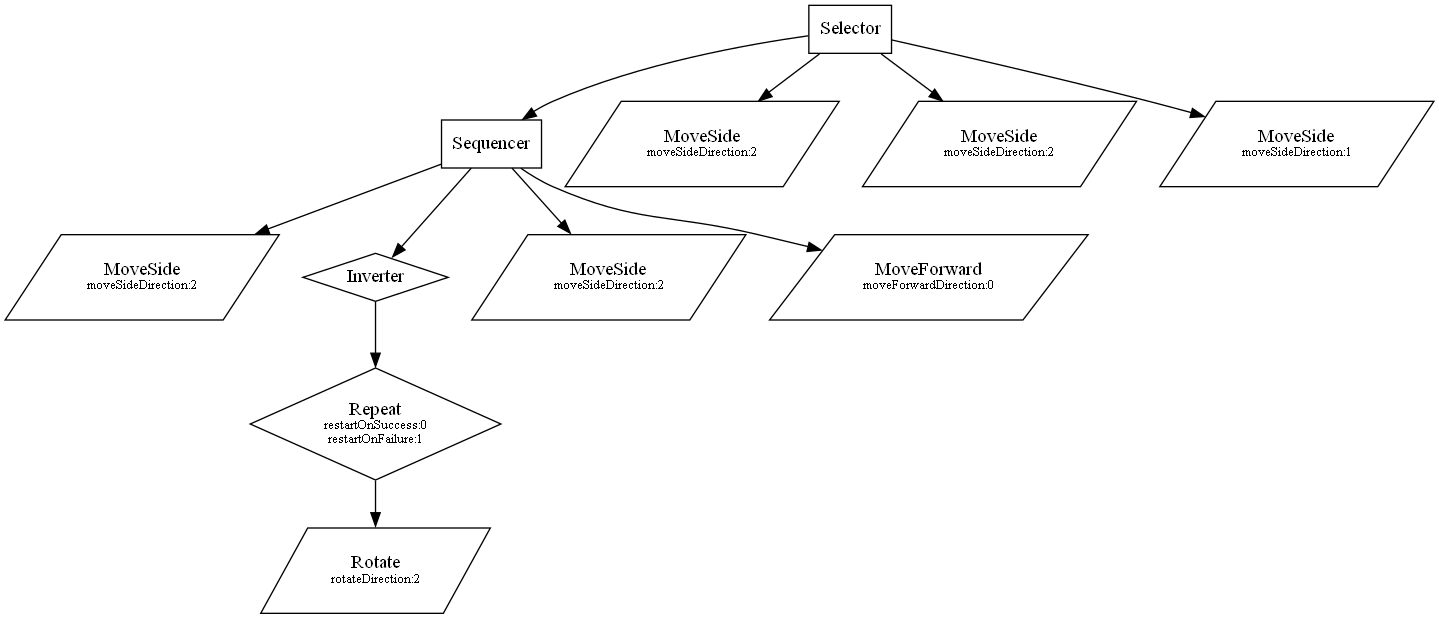 Selector
Sequencer
MoveSide
moveSideDirection:2
MoveSide
moveSideDirection:2
MoveSide
moveSideDirection:1
MoveSide
moveSideDirection:2
Inverter
MoveSide
moveSideDirection:2
MoveForward
moveForwardDirection:0
Repeat
restartOnSuccess:0
restartOnFailure:1
Rotate
rotateDirection:2